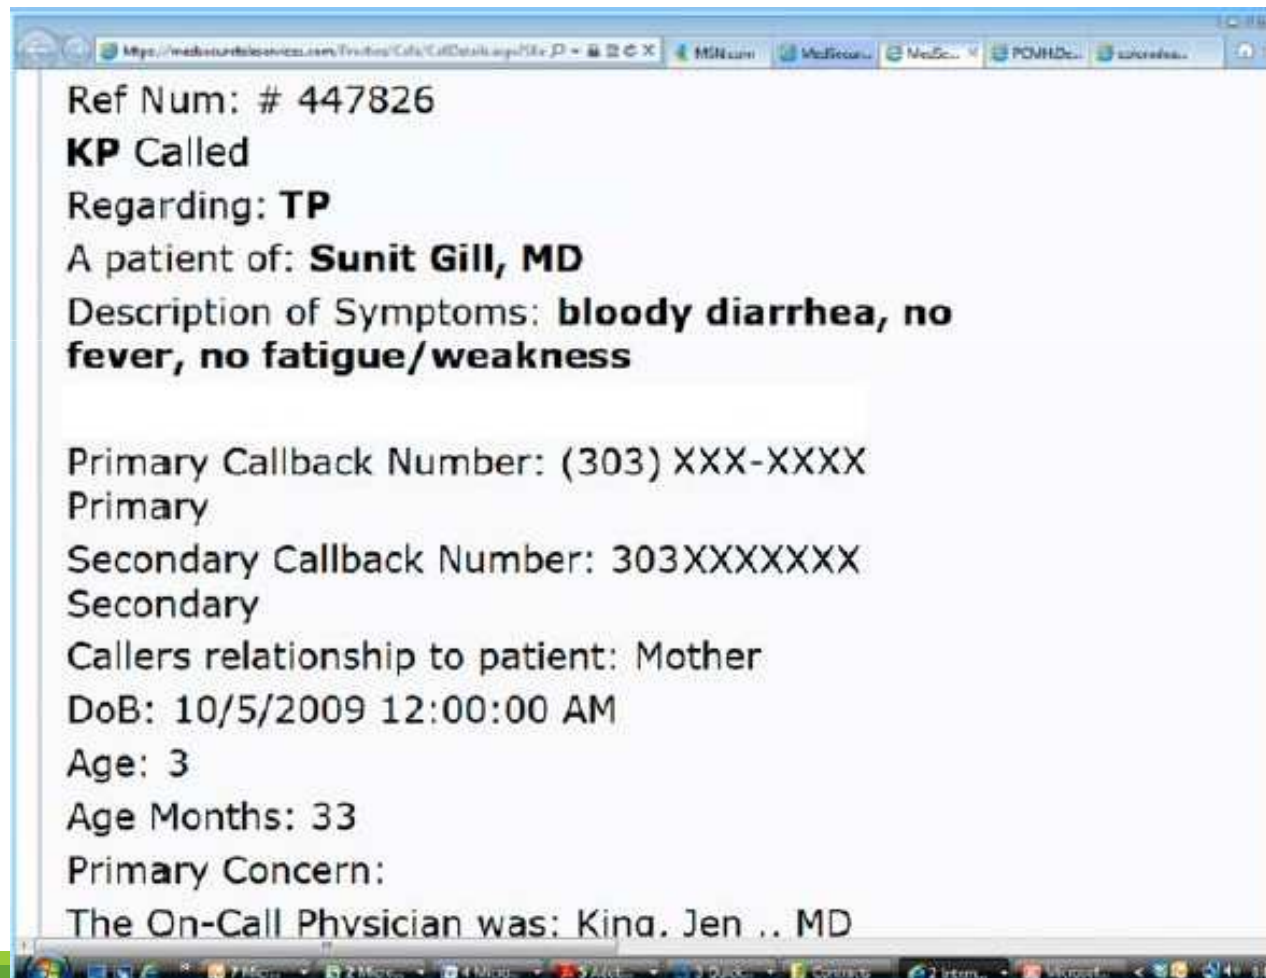 MSN.com
Ref Num: # 447826
KP Called
Regarding: TP
A patient of: Sunit Gill, MD
Description of Symptoms: bloody diarrhea, no
fever, no fatigue/weakness
Primary Callback Number: (303) XXX-XXXX
Primary
Secondary Callback Number: 303XXXXXXX
Secondary
Callers relationship to patient: Mother
DoB: 10/5/2009 12:00:00 AM
Age: 3
Age Months: 33
Primary Concern:
The On-Call Physician was: King, Jen .. MD